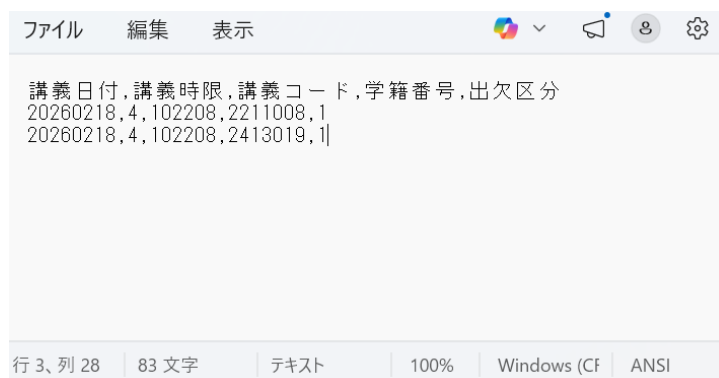 ファイル 編集 表示
講義日付,講義時限,講義コード,学籍番号,出欠区分
20260218,4,102208,2211008,1
20260218,4,102208,2413019,1
行 3、列 28 83 文字 テキスト 100% Windows (CF ANSI